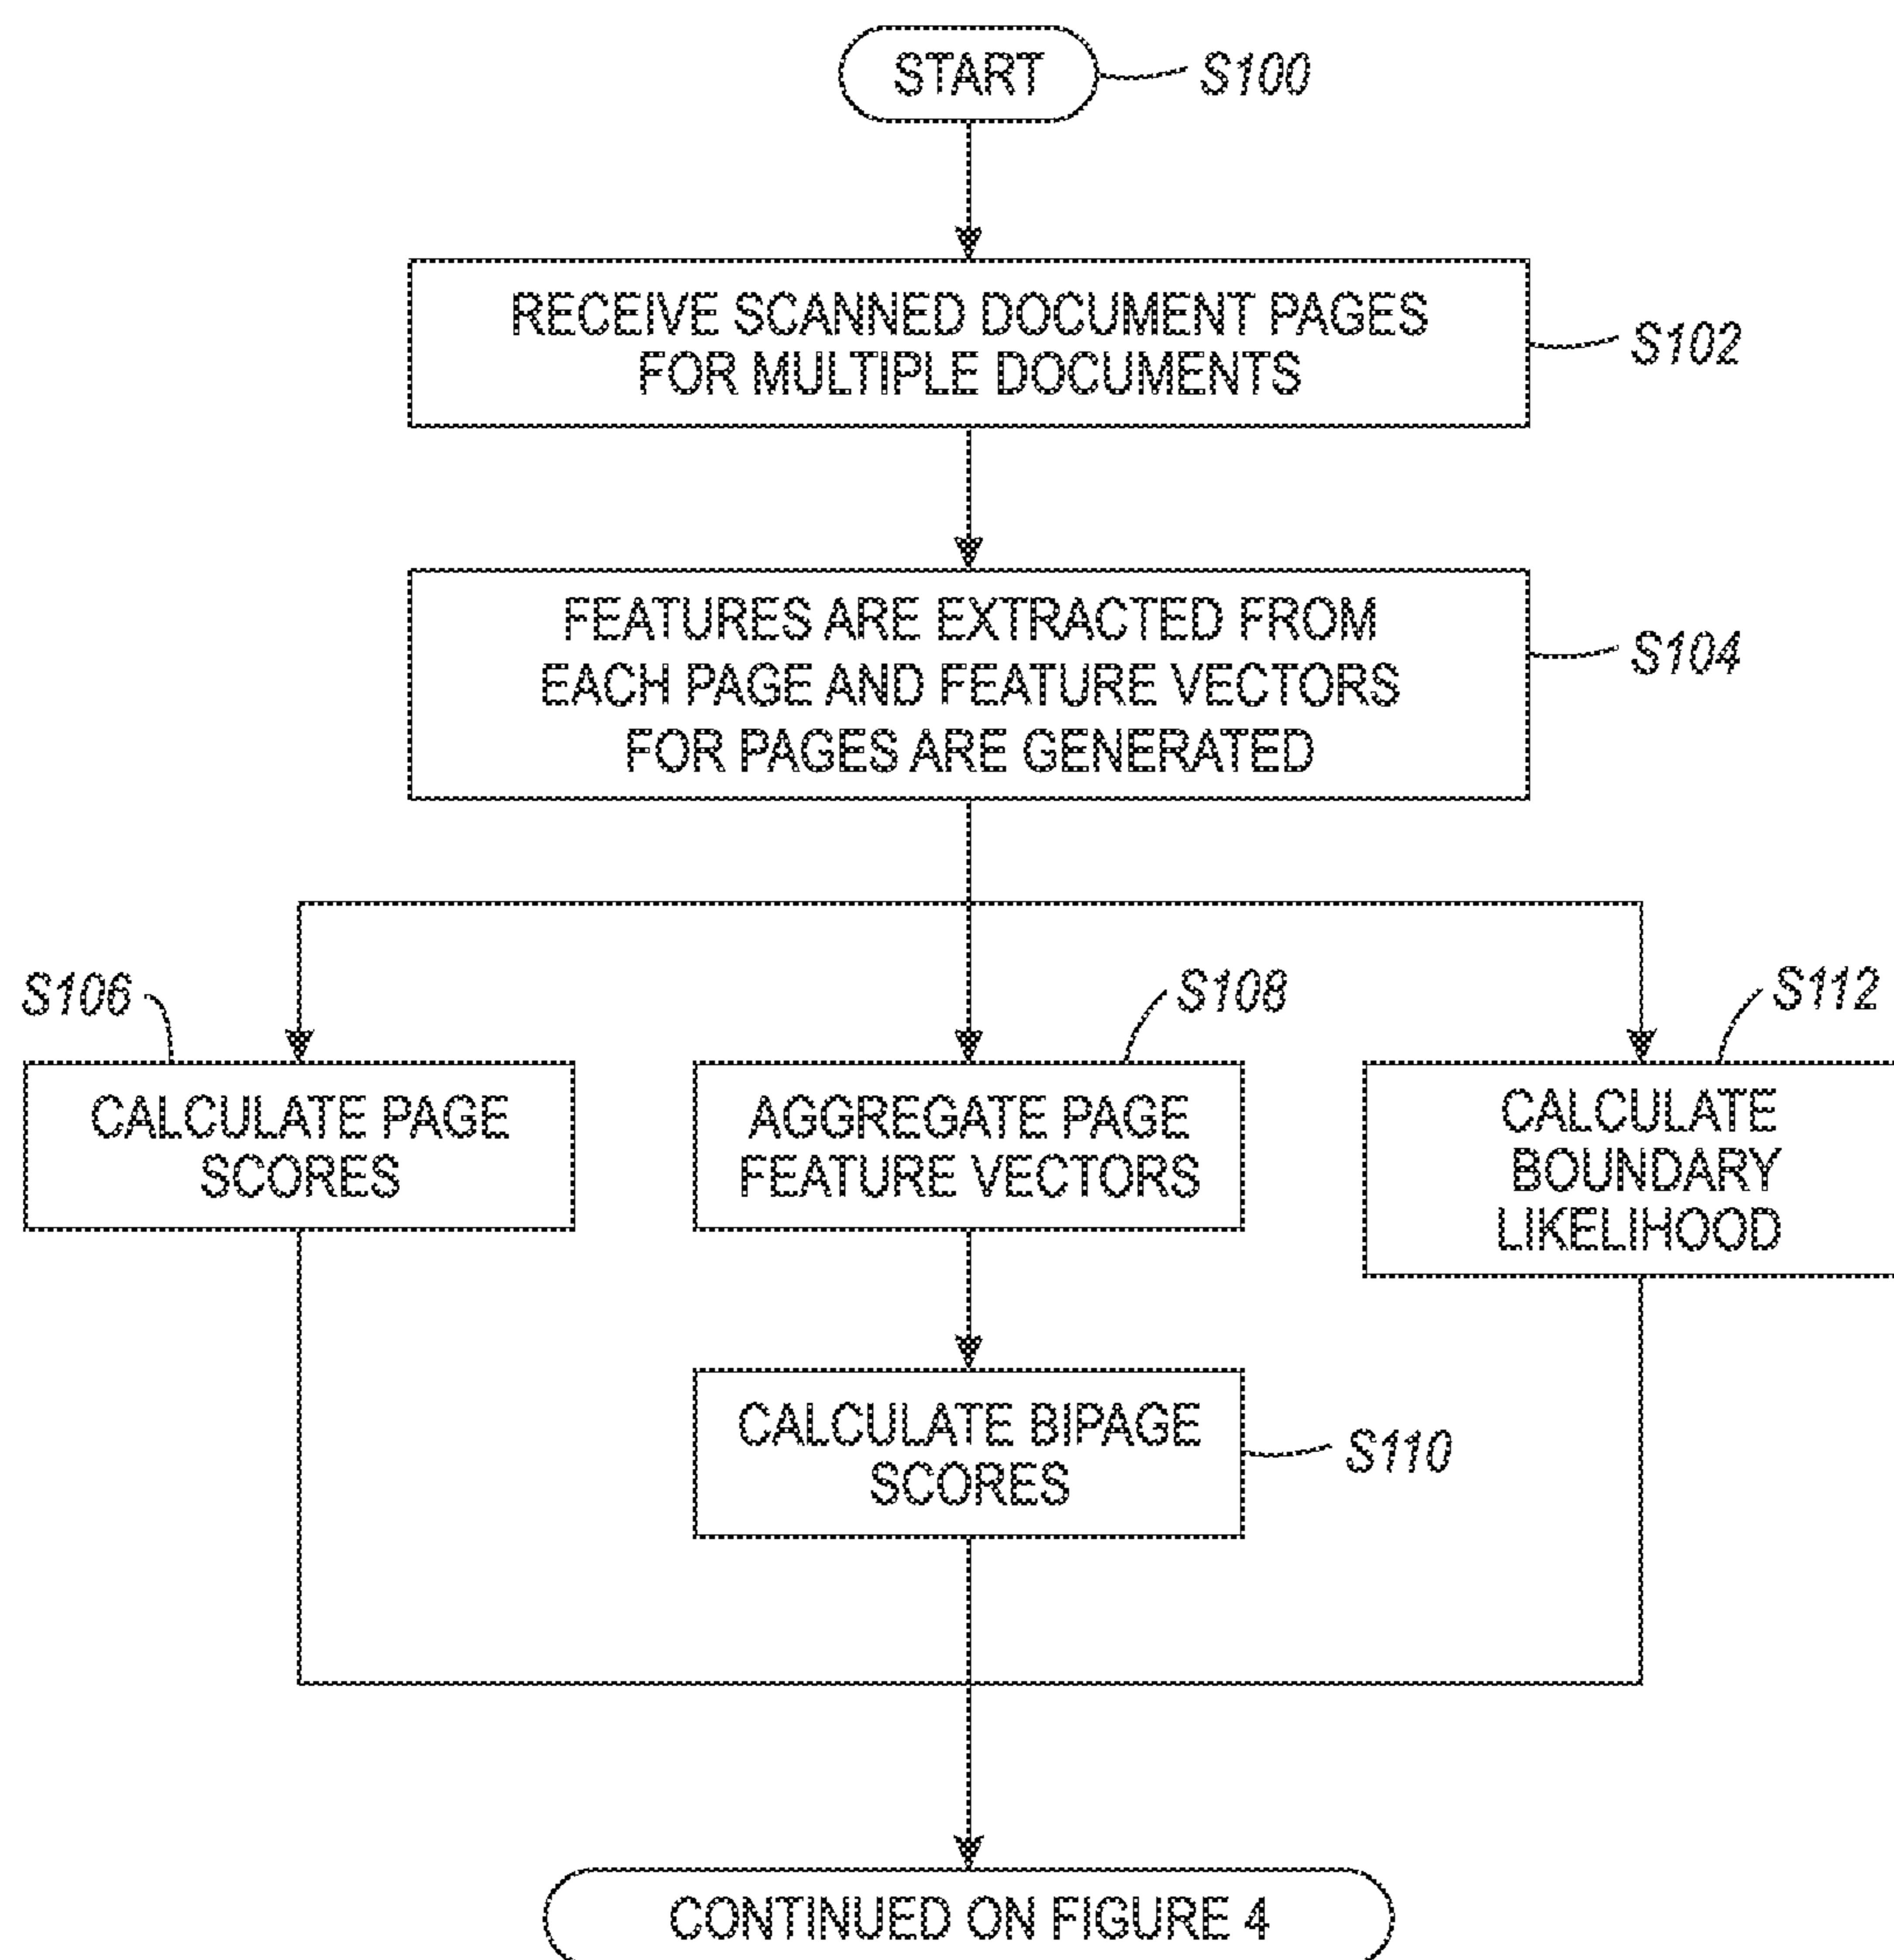 START
S100
RECEIVE SCANNED DOCUMENT PAGES
FOR MULTIPLE DOCUMENTS
S102
FEATURES ARE EXTRACTED FROM
EACH PAGE AND FEATURE VECTORS
FOR PAGES ARE GENERATED
S104
S106
CALCULATE PAGE
SCORES
S108
AGGREGATE PAGE
FEATURE VECTORS
S112
CALCULATE
BOUNDARY
LIKELIHOOD
CALCULATE BIPAGE
SCORES
S110
CONTINUED ON FIGURE 4